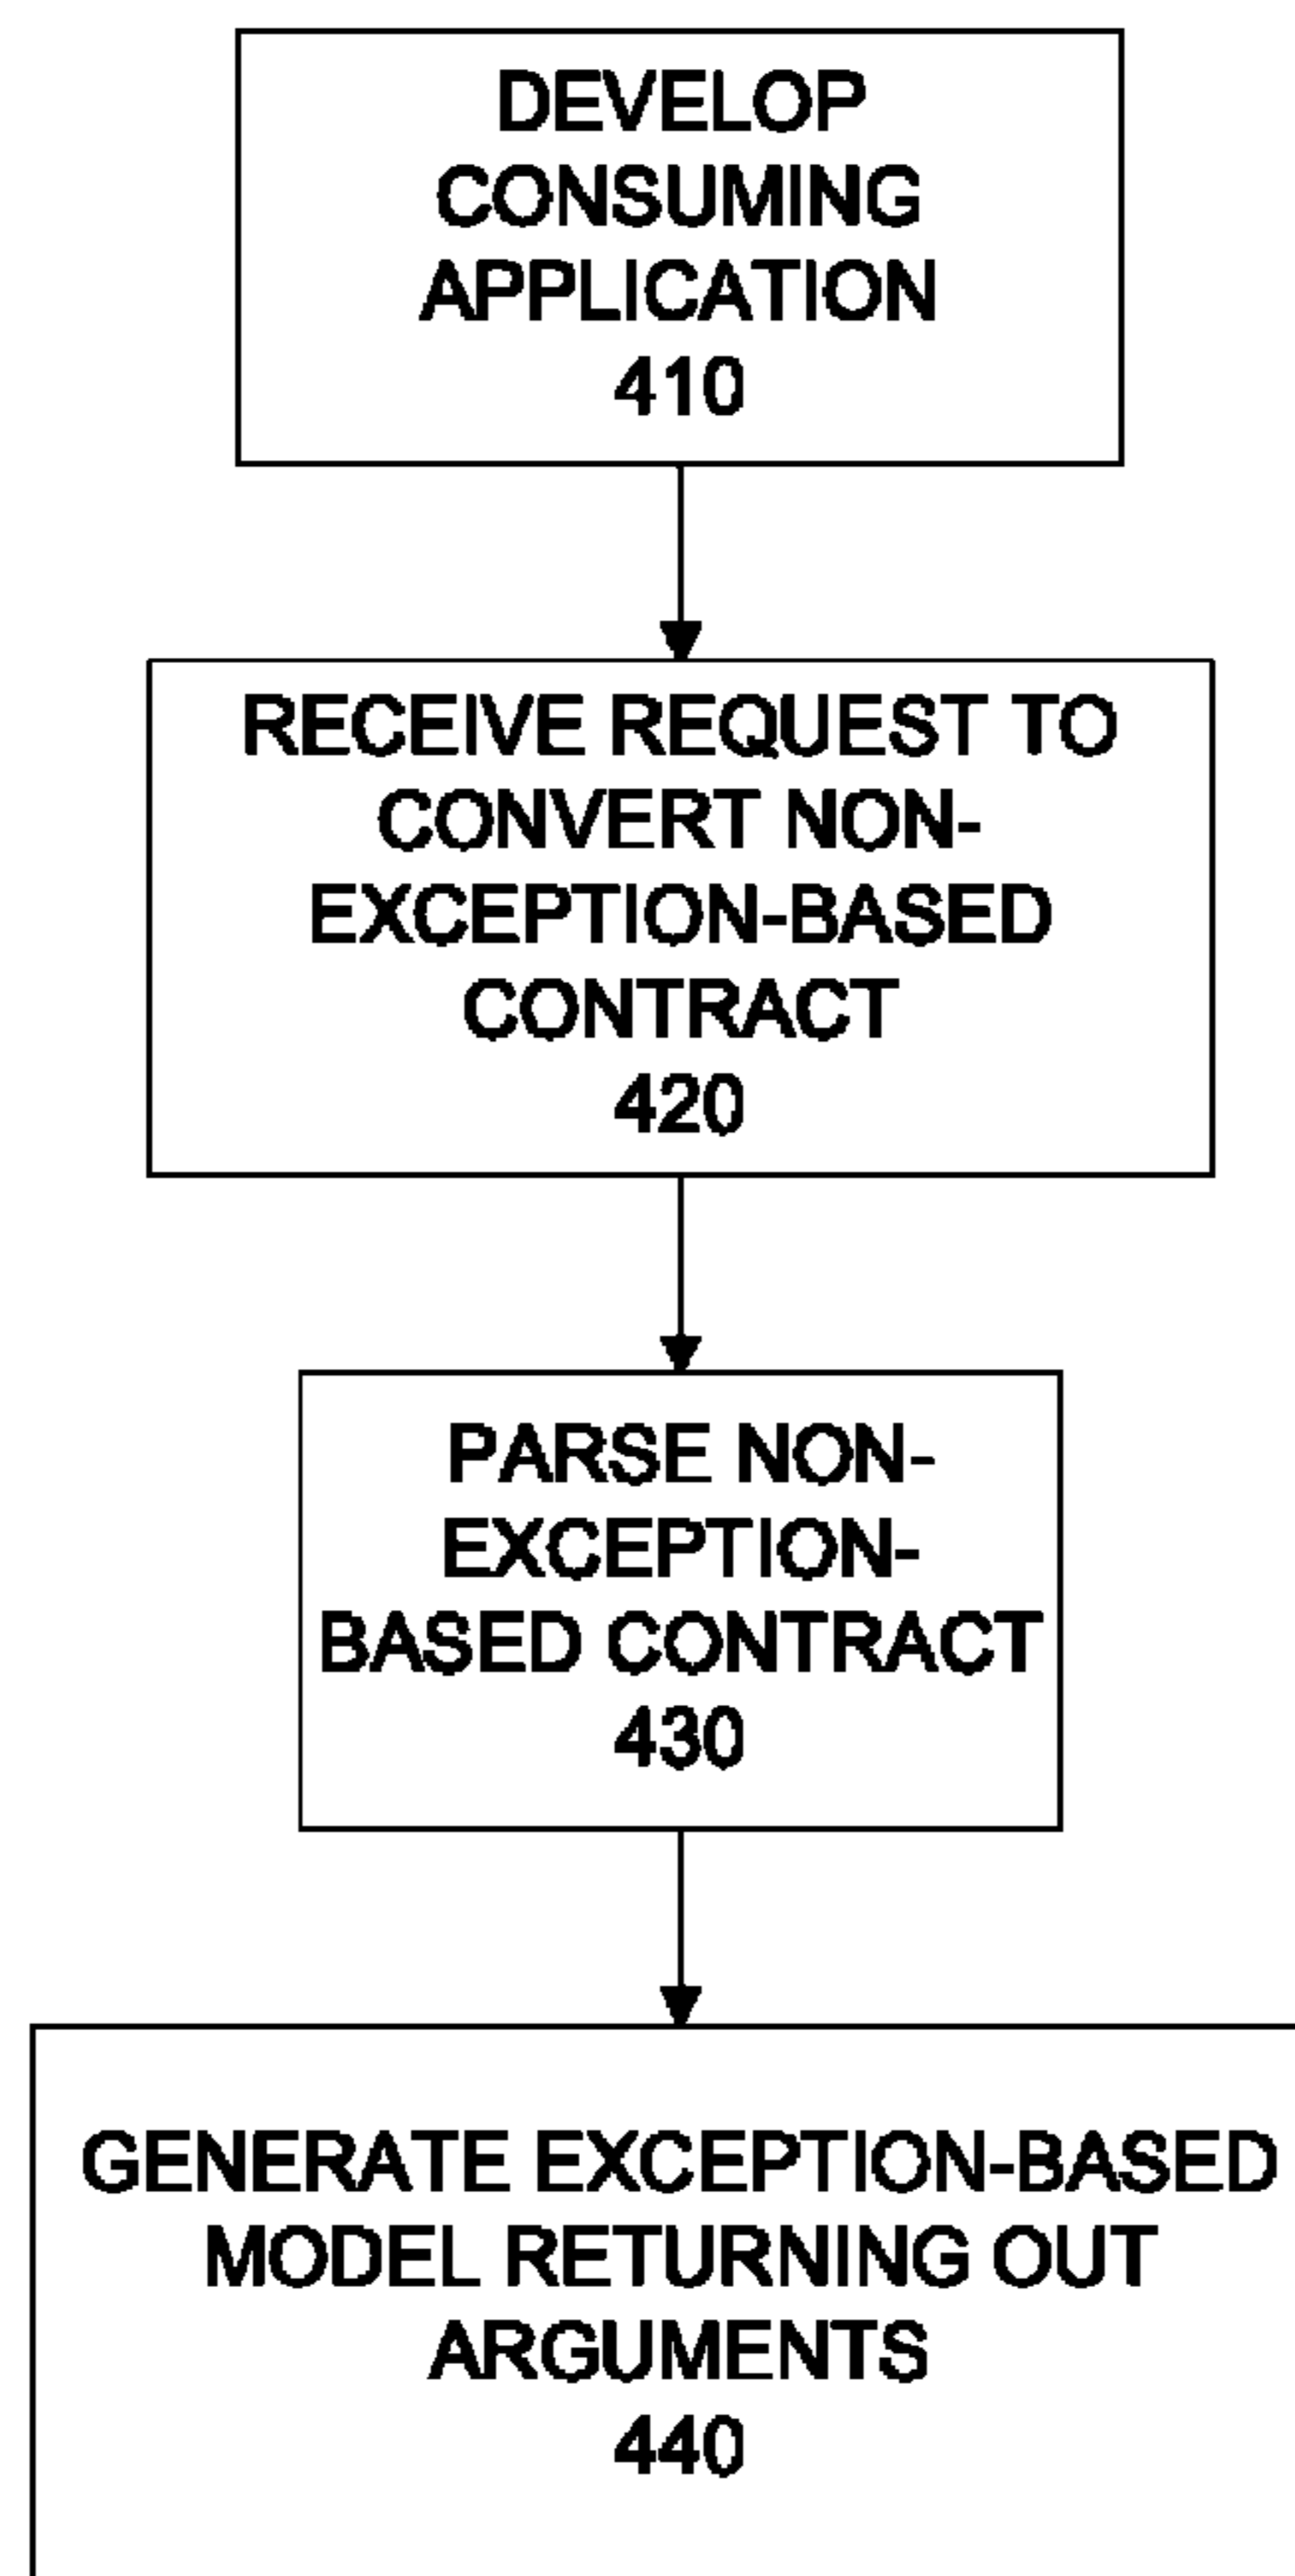 DEVELOP
CONSUMING
APPLICATION
410
RECEIVE REQUEST TO
CONVERT NON-
EXCEPTION-BASED
CONTRACT
420
PARSE NON-
EXCEPTION-
BASED CONTRACT
430
GENERATE EXCEPTION-BASED
MODEL RETURNING OUT
ARGUMENTS
440